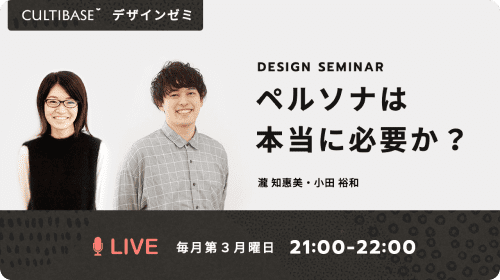 CULTIBASE デザインゼミ
DESIGN SEMINAR
ペルソナは
本当に必要か？
瀧 知惠美・小田 裕和
LIVE 毎月第３月曜日 21:00-22:00